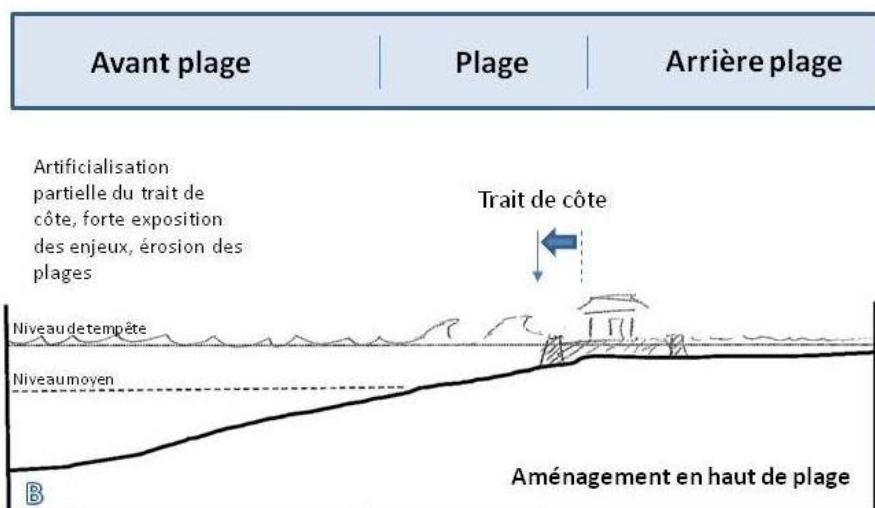 Avant plage
Plage
Arrière plage
Artificialisation
partielle du trait de
côte, forte exposition
des enjeux, érosion des
plages
Trait de côte
Niveau de tempête
Niveau moyen
Aménagement en haut de plage
B